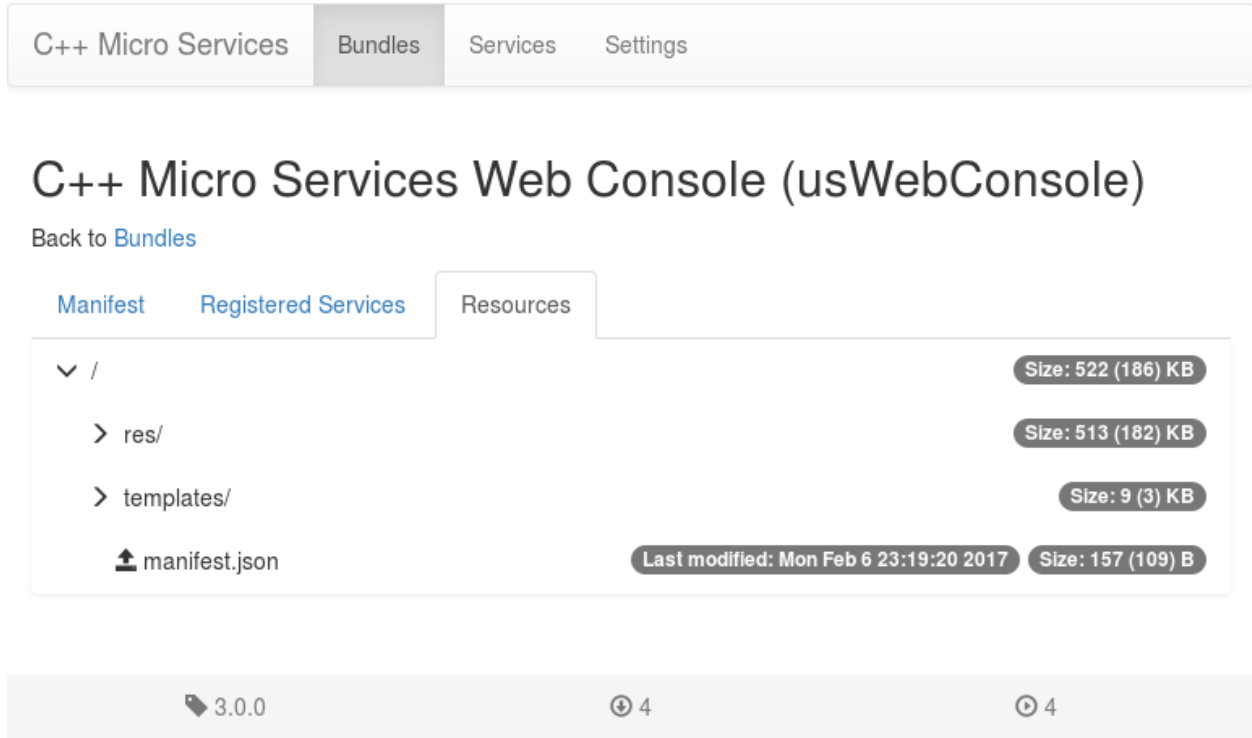 C++ Micro Services Bundles Services Settings
C++ Micro Services Web Console (usWebConsole)
Back to Bundles
Manifest Registered Services Resources
/ Size: 522 (186) KB
res/ Size: 513 (182) KB
templates/ Size: 9 (3) KB
manifest.json Last modified: Mon Feb 6 23:19:20 2017 Size: 157 (109) B
3.0.0 4 4